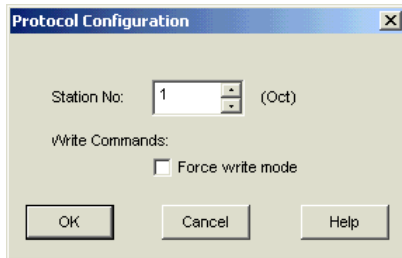 Protocol Configuration
Station No: 1 (Oct)
Write Commands:
Force write mode
OK Cancel Help